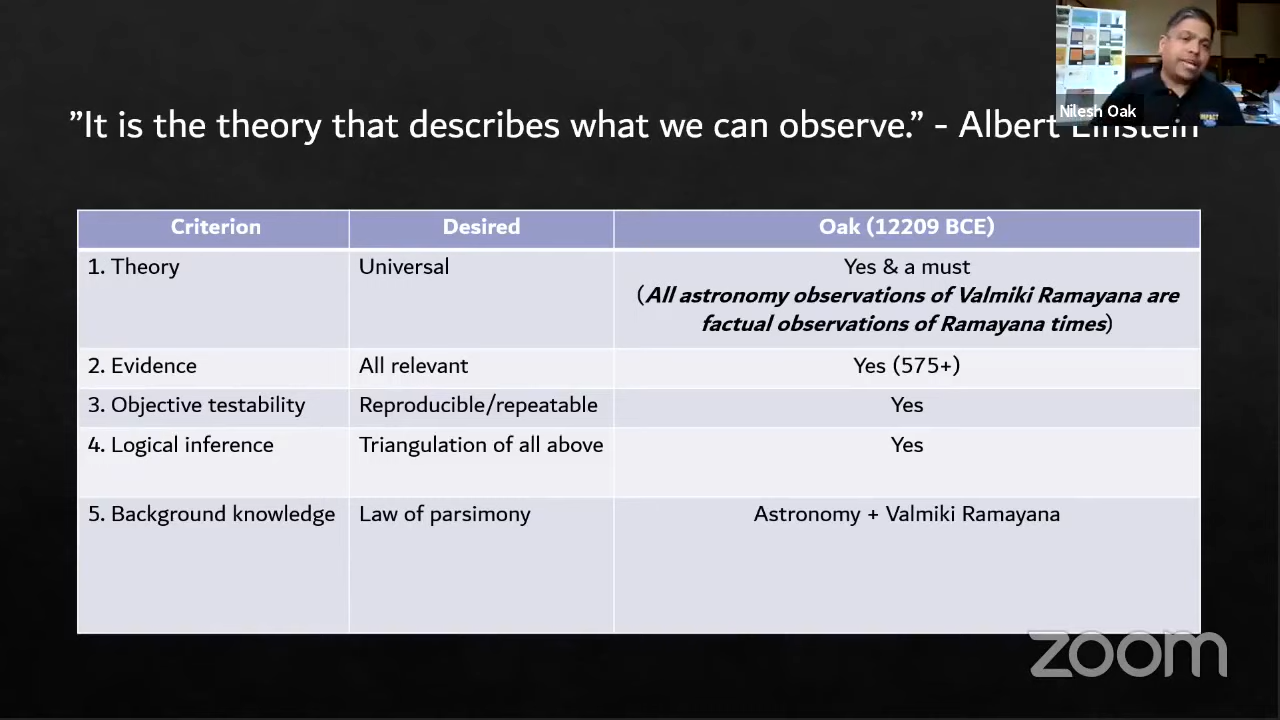 ”It is the theory that describes what we can observe.” - Albert Einstein
Nilesh Oak
Criterion Desired Oak (12209 BCE)
1. Theory Universal Yes & a must
(All astronomy observations of Valmiki Ramayana are
factual observations of Ramayana times)
2. Evidence All relevant Yes (575+)
3. Objective testability Reproducible/repeatable Yes
4. Logical inference Triangulation of all above Yes
5. Background knowledge Law of parsimony Astronomy + Valmiki Ramayana
zoom